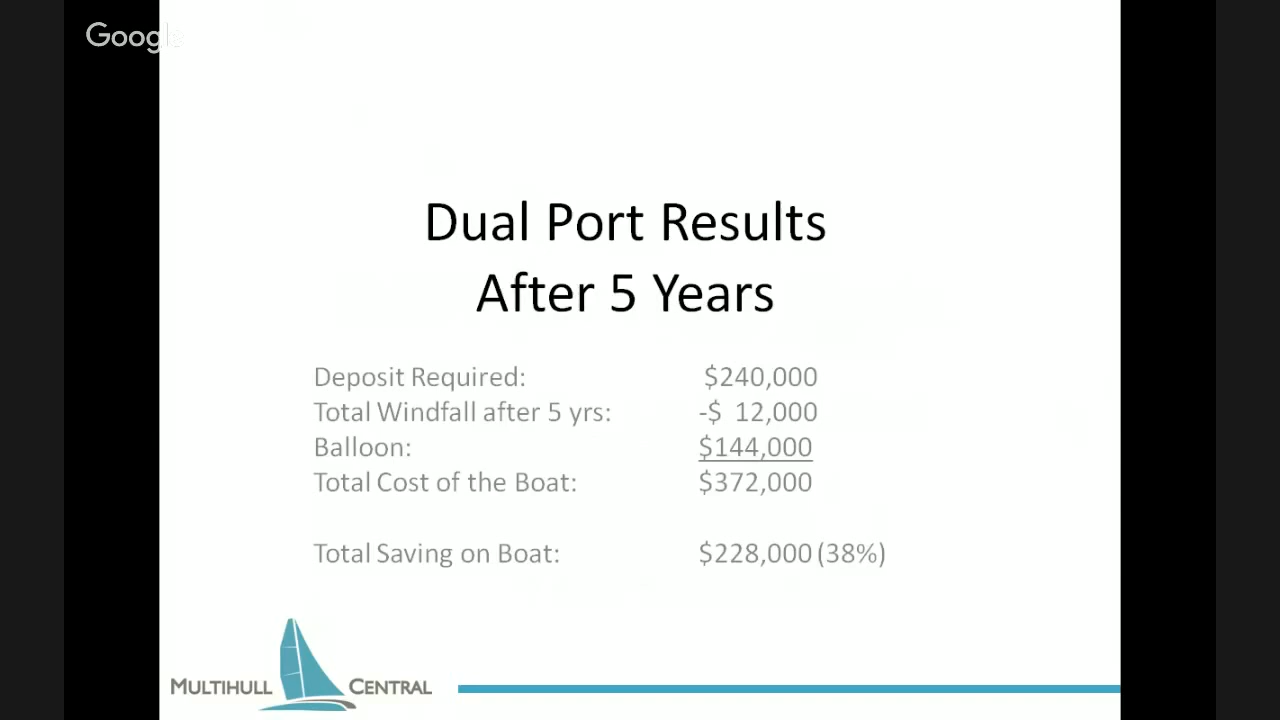 Google
Dual Port Results
After 5 Years
Deposit Required: $240,000
Total Windfall after 5 yrs: -$ 12,000
Balloon: $144,000
Total Cost of the Boat: $372,000
Total Saving on Boat: $228,000 (38%)
MULTIHULL CENTRAL